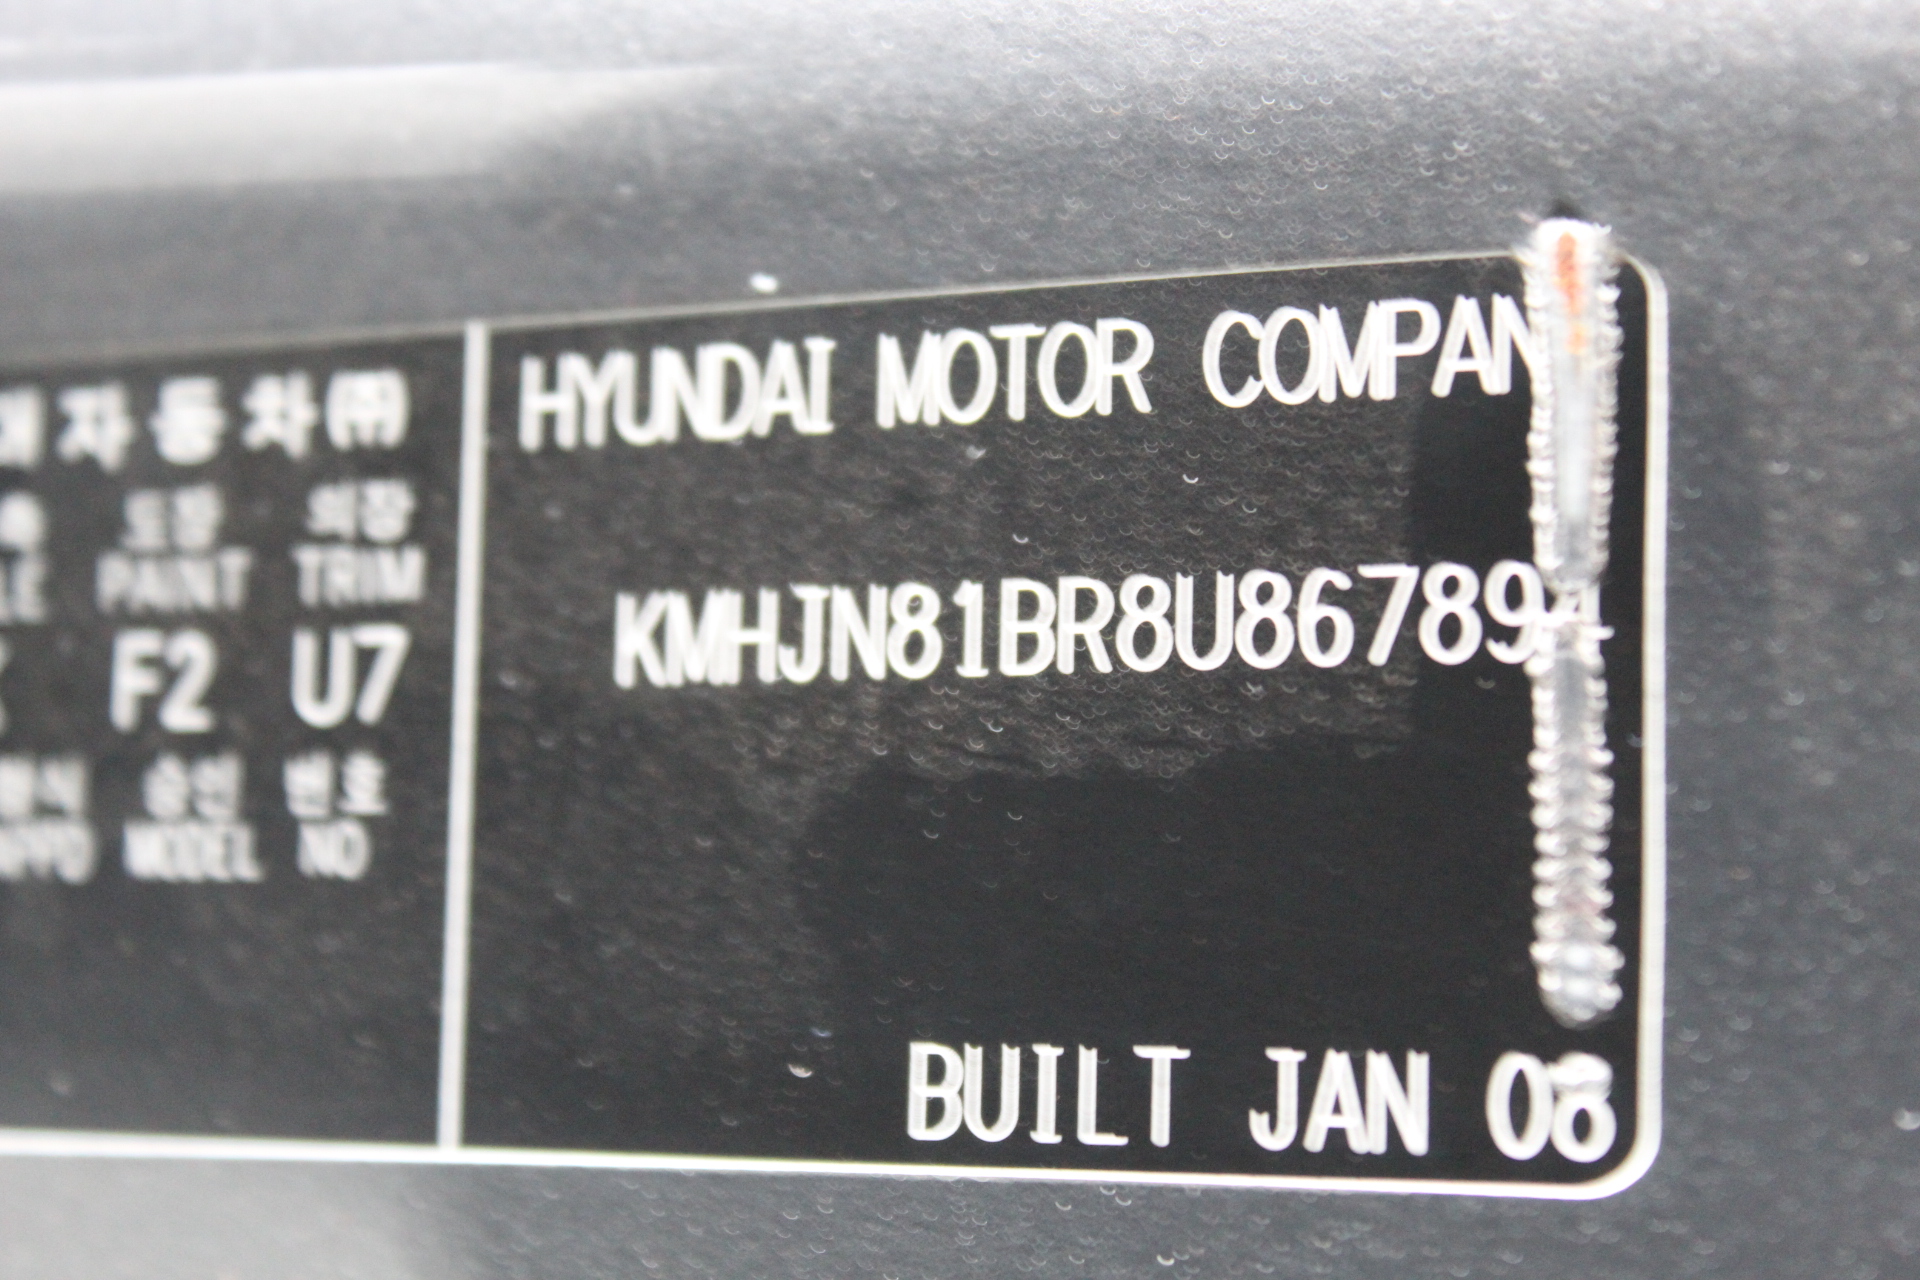 자동차(주)
HYUNDAI MOTOR COMPAN
도장 의장
PAINT TRIM
KMHJN81BR8U867894
F2 U7
승인 번호
MODEL NO
BUILT JAN 08